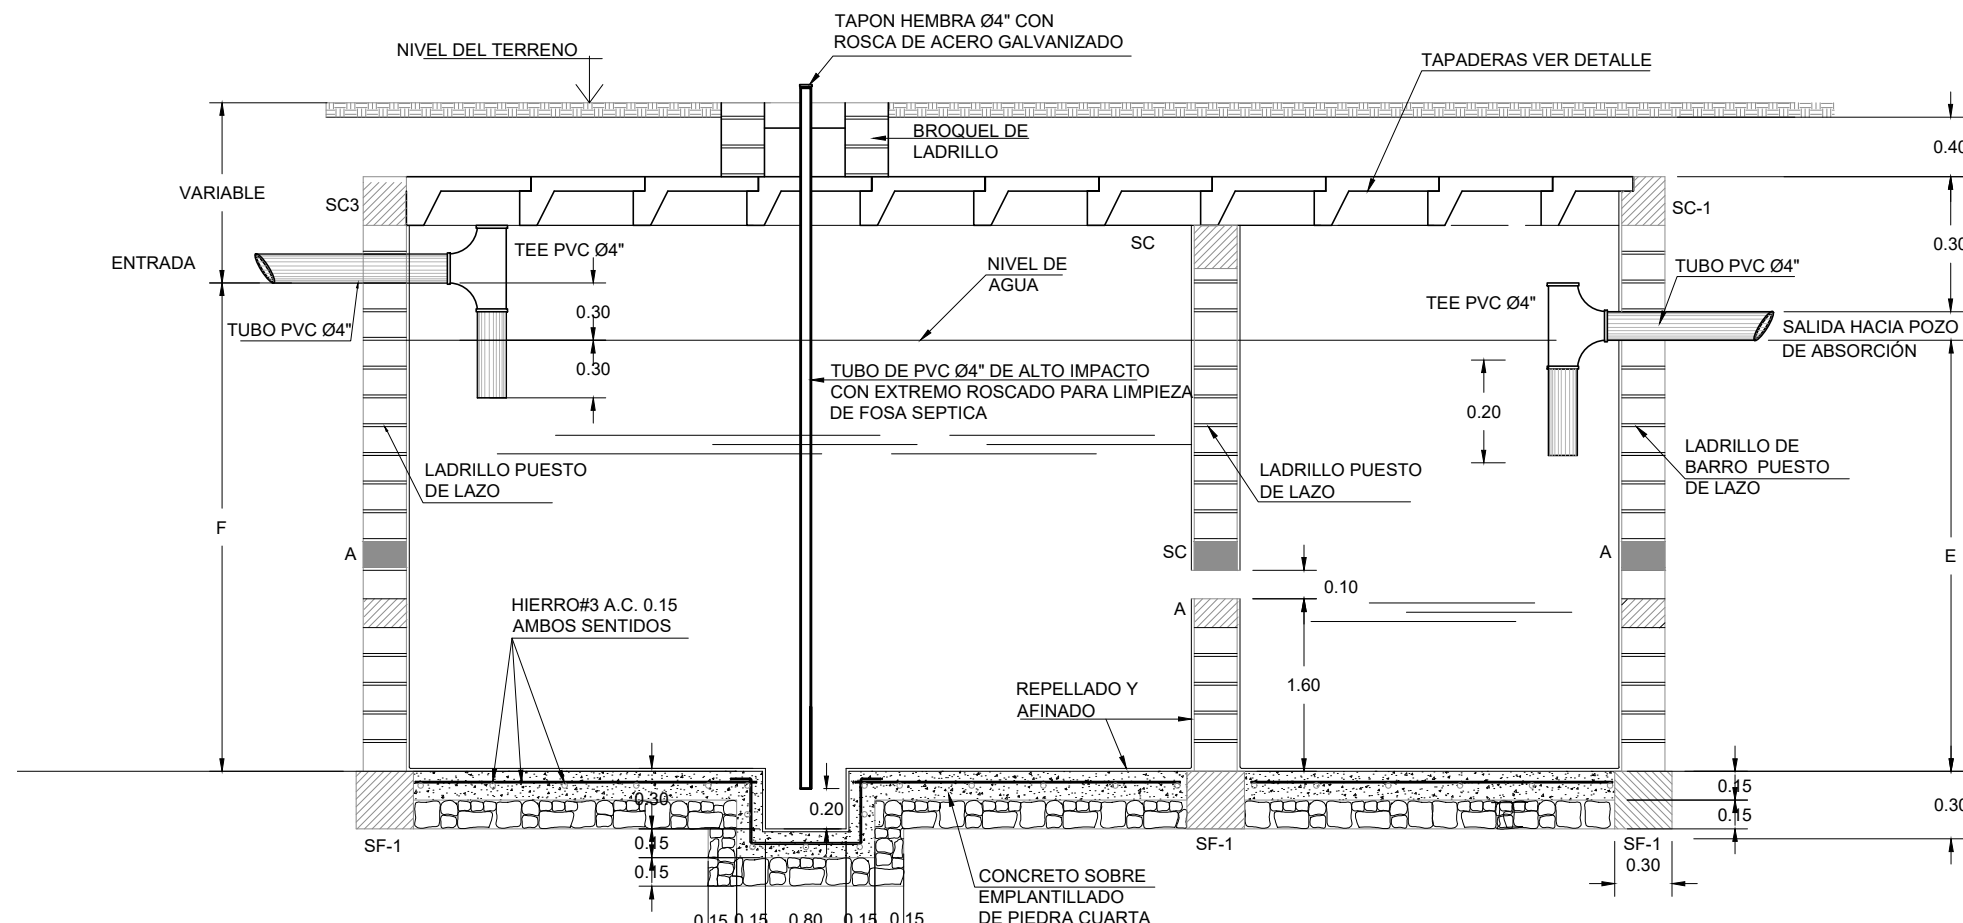 TAPON HEMBRA Ø4" CON
ROSCA DE ACERO GALVANIZADO
NIVEL DEL TERRENO
TAPADERAS VER DETALLE
BROQUEL DE
LADRILLO
0.40
VARIABLE
SC3
SC-1
TEE PVC Ø4"
SC
0.30
ENTRADA
NIVEL DE
AGUA
TUBO PVC Ø4"
TEE PVC Ø4"
0.30
TUBO PVC Ø4"
SALIDA HACIA POZO
DE ABSORCIÓN
0.30
TUBO DE PVC Ø4" DE ALTO IMPACTO
CON EXTREMO ROSCADO PARA LIMPIEZA
DE FOSA SEPTICA
0.20
LADRILLO PUESTO
DE LAZO
LADRILLO PUESTO
DE LAZO
LADRILLO DE
BARRO PUESTO
DE LAZO
F
A
SC
A
E
0.10
HIERRO#3 A.C. 0.15
AMBOS SENTIDOS
A
1.60
REPELLADO Y
AFINADO
0.30
0.20
0.15
0.15
0.30
SF-1
0.15
0.15
SF-1
SF-1
0.30
CONCRETO SOBRE
EMPLANTILLADO
DE PIEDRA CUARTA
0.15 0.15 0.80 0.15 0.15